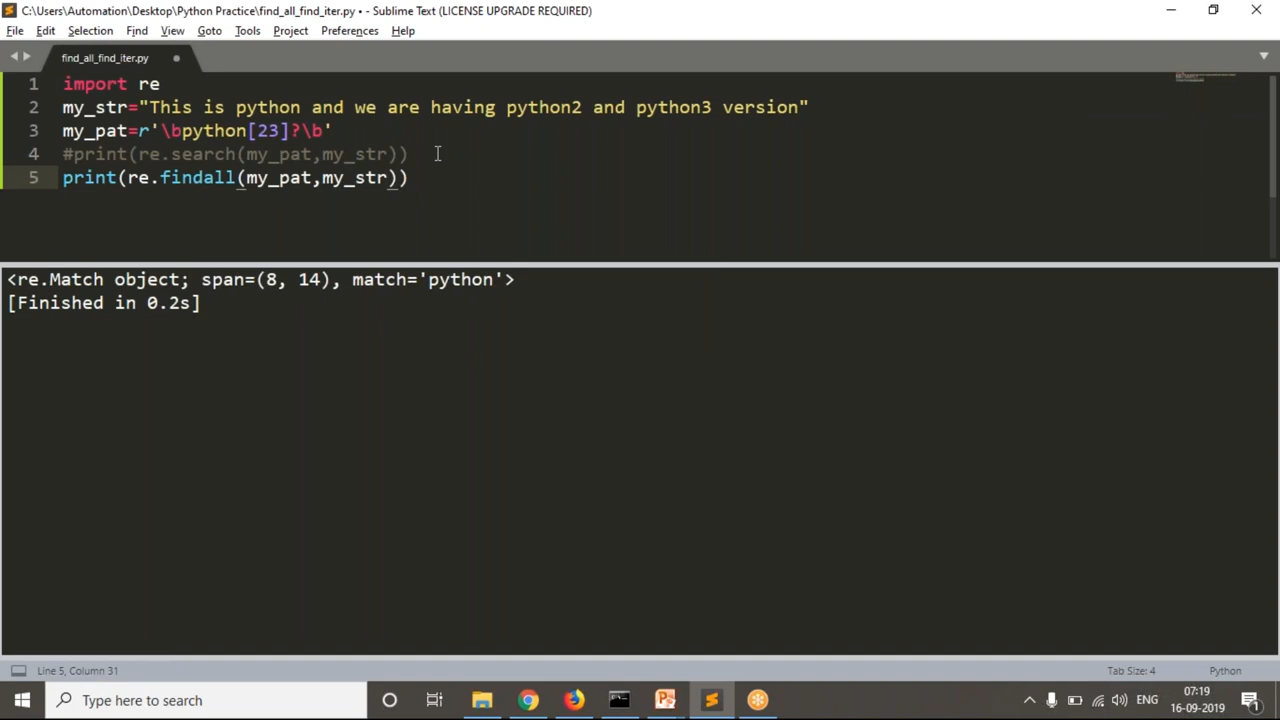 C:\Users\Automation\Desktop\Python Practice\find_all_find_iter.py • - Sublime Text (LICENSE UPGRADE REQUIRED)
File Edit Selection Find View Goto Tools Project Preferences Help
find_all_find_iter.py
1 import re
2 my_str="This is python and we are having python2 and python3 version"
3 my_pat=r'\bpython[23]?\b'
4 #print(re.search(my_pat,my_str))
5 print(re.findall(my_pat,my_str))
<re.Match object; span=(8, 14), match='python'>
[Finished in 0.2s]
Line 5, Column 31 Tab Size: 4 Python
Type here to search ENG 07:19
16-09-2019
1